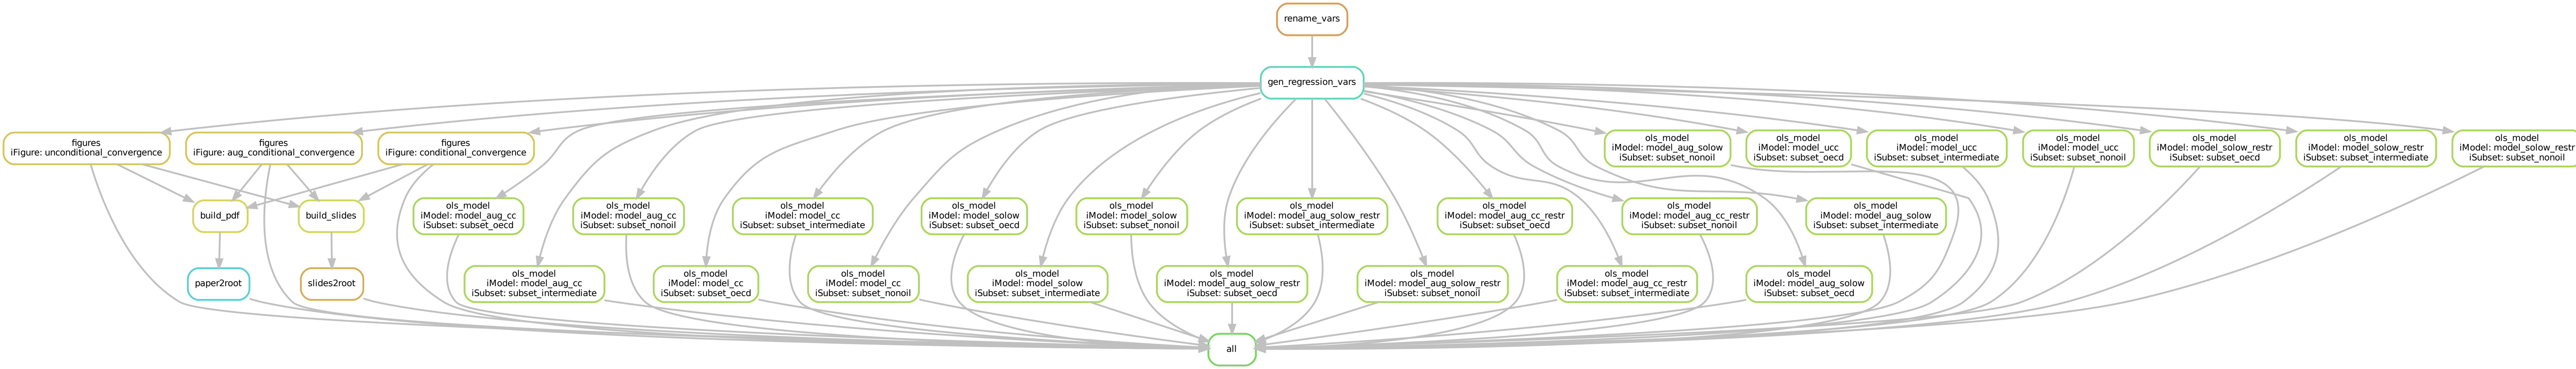 rename_vars
gen_regression_vars
figures
iFigure: unconditional_convergence
figures
iFigure: aug_conditional_convergence
figures
iFigure: conditional_convergence
ols_model
iModel: model_aug_solow
iSubset: subset_nonoil
ols_model
iModel: model_ucc
iSubset: subset_oecd
ols_model
iModel: model_ucc
iSubset: subset_intermediate
ols_model
iModel: model_ucc
iSubset: subset_nonoil
ols_model
iModel: model_solow_restr
iSubset: subset_oecd
ols_model
iModel: model_solow_restr
iSubset: subset_intermediate
ols_model
iModel: model_solow_restr
iSubset: subset_nonoil
build_pdf
build_slides
ols_model
iModel: model_aug_cc
iSubset: subset_oecd
ols_model
iModel: model_aug_cc
iSubset: subset_nonoil
ols_model
iModel: model_cc
iSubset: subset_intermediate
ols_model
iModel: model_solow
iSubset: subset_oecd
ols_model
iModel: model_solow
iSubset: subset_nonoil
ols_model
iModel: model_aug_solow_restr
iSubset: subset_intermediate
ols_model
iModel: model_aug_cc_restr
iSubset: subset_oecd
ols_model
iModel: model_aug_cc_restr
iSubset: subset_nonoil
ols_model
iModel: model_aug_solow
iSubset: subset_intermediate
paper2root
slides2root
ols_model
iModel: model_aug_cc
iSubset: subset_intermediate
ols_model
iModel: model_cc
iSubset: subset_oecd
ols_model
iModel: model_cc
iSubset: subset_nonoil
ols_model
iModel: model_solow
iSubset: subset_intermediate
ols_model
iModel: model_aug_solow_restr
iSubset: subset_oecd
ols_model
iModel: model_aug_solow_restr
iSubset: subset_nonoil
ols_model
iModel: model_aug_cc_restr
iSubset: subset_intermediate
ols_model
iModel: model_aug_solow
iSubset: subset_oecd
all